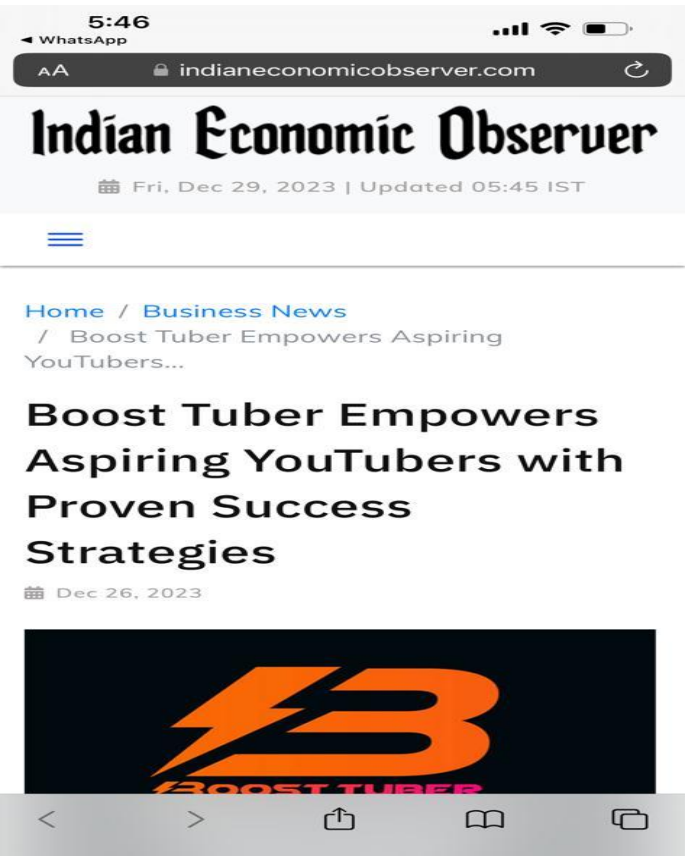 5:46
◄ WhatsApp
AA indianeconomicobserver.com
Indian Economic Observer
Fri, Dec 29, 2023 | Updated 05:45 IST
Home / Business News
/ Boost Tuber Empowers Aspiring
YouTubers...
Boost Tuber Empowers
Aspiring YouTubers with
Proven Success
Strategies
Dec 26, 2023
BOOST TUBER